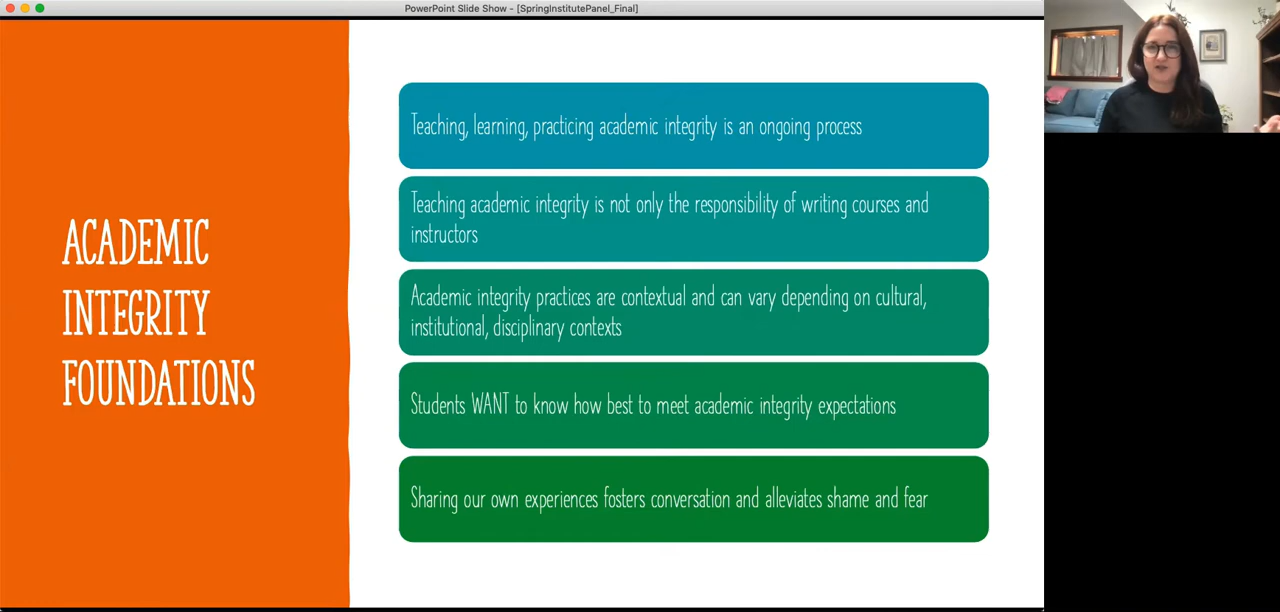 PowerPoint Slide Show - [SpringInstitutePanel_Final]
ACADEMIC
INTEGRITY
FOUNDATIONS
Teaching, learning, practicing academic integrity is an ongoing process
Teaching academic integrity is not only the responsibility of writing courses and
instructors
Academic integrity practices are contextual and can vary depending on cultural,
institutional, disciplinary contexts
Students WANT to know how best to meet academic integrity expectations
Sharing our own experiences fosters conversation and alleviates shame and fear